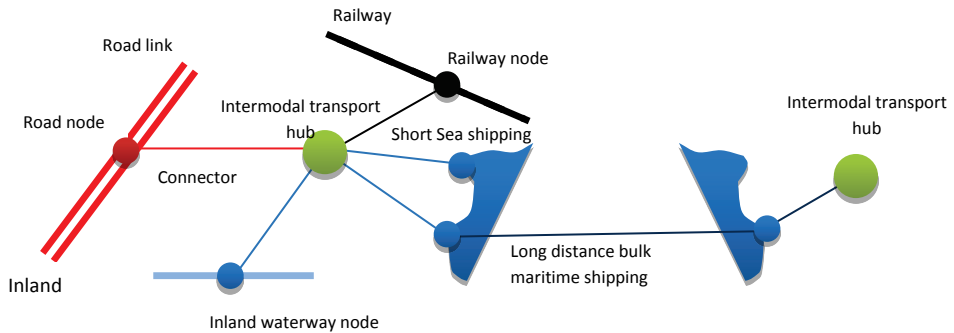 Railway
Road link
Railway node
Intermodal transport
hub
Intermodal transport
hub
Road node
Short Sea shipping
Connector
Long distance bulk
maritime shipping
Inland
Inland waterway node